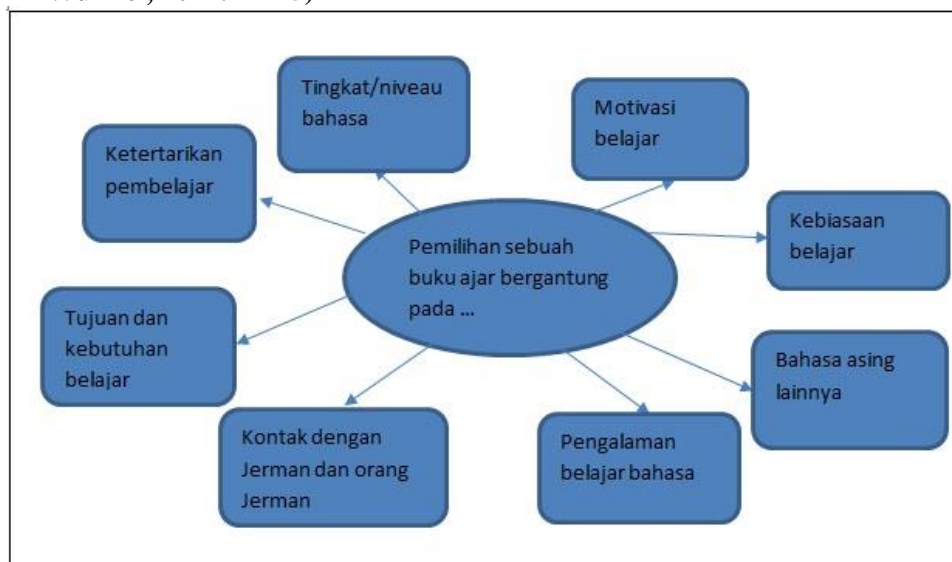 Tingkat/niveau
bahasa
Motivasi
belajar
Ketertarikan
pembelajar
Kebiasaan
belajar
Pemilihan sebuah
buku ajar bergantung
pada ...
Tujuan dan
kebutuhan
belajar
Bahasa asing
lainnya
Kontak dengan
Jerman dan orang
Jerman
Pengalaman
belajar bahasa